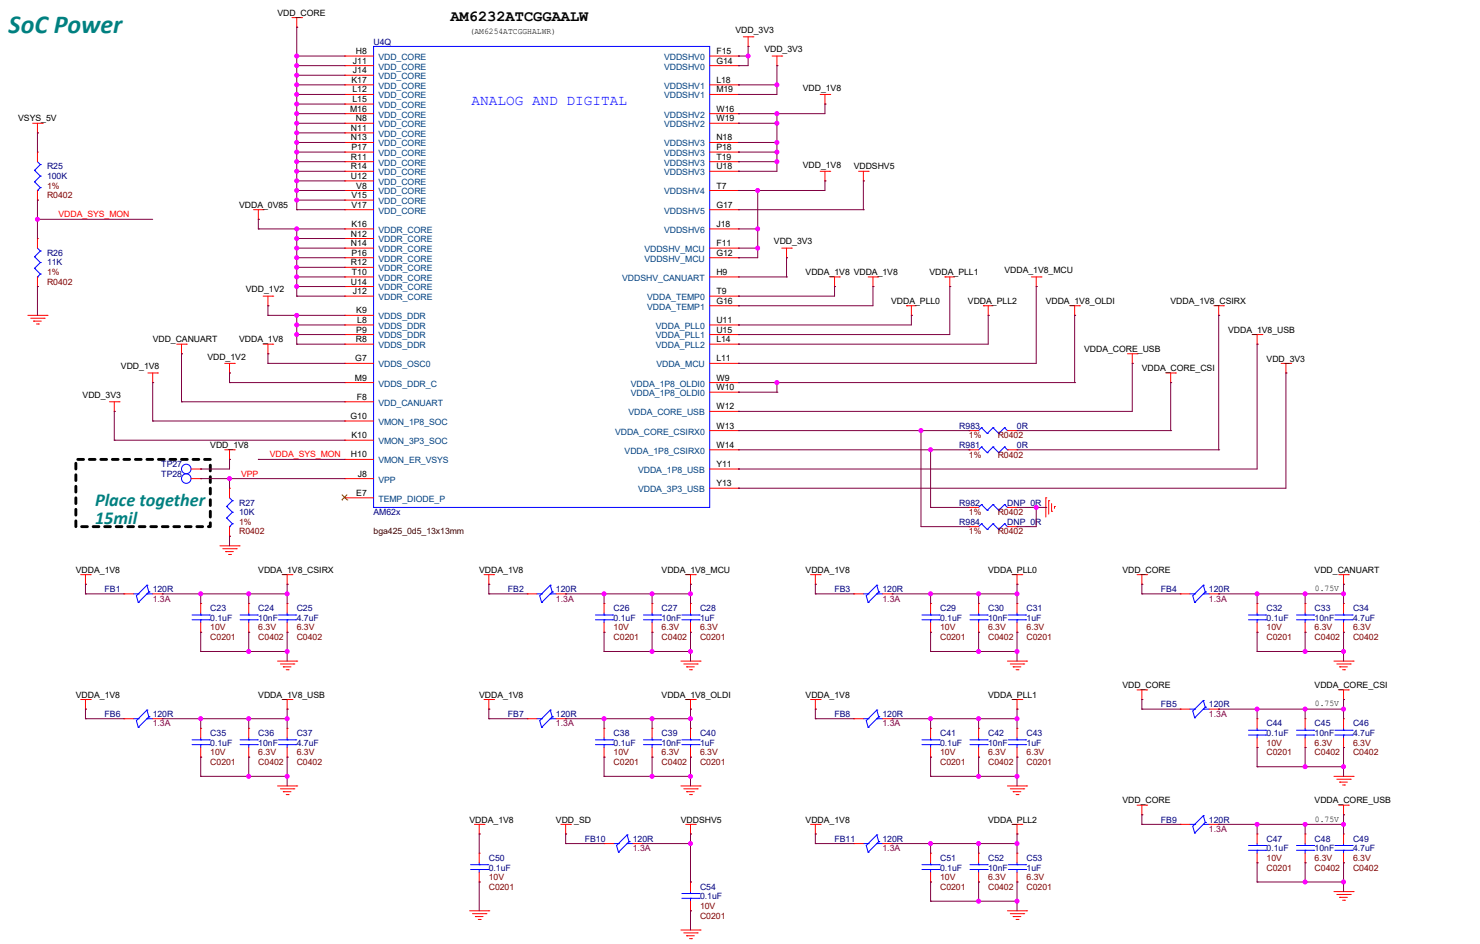 SoC Power
VDD_CORE
AM6232ATCGGAALW
(AM6254ATCGGHALWR)
U4Q
ANALOG AND DIGITAL
H8 VDD_CORE
J11 VDD_CORE
J14 VDD_CORE
K17 VDD_CORE
L12 VDD_CORE
L15 VDD_CORE
M16 VDD_CORE
N8 VDD_CORE
N11 VDD_CORE
N13 VDD_CORE
P17 VDD_CORE
R11 VDD_CORE
R14 VDD_CORE
U12 VDD_CORE
V8 VDD_CORE
V15 VDD_CORE
V17 VDD_CORE
VDDA_0V85
K16 VDDR_CORE
N12 VDDR_CORE
N14 VDDR_CORE
P16 VDDR_CORE
R12 VDDR_CORE
T10 VDDR_CORE
U14 VDDR_CORE
J12 VDDR_CORE
VDD_1V2
K9 VDDS_DDR
L8 VDDS_DDR
P9 VDDS_DDR
R8 VDDS_DDR
VDDA_1V8
G7 VDDS_OSC0
VDD_1V2
M9 VDDS_DDR_C
VDD_CANUART
F8 VDD_CANUART
VDD_1V8
G10 VMON_1P8_SOC
VDD_3V3
K10 VMON_3P3_SOC
VDDA_SYS_MON H10 VMON_ER_VSYS
VPP J8 VPP
E7 TEMP_DIODE_P
AM62x
bga425_0d5_13x13mm
VSYS_5V
R25
100K
1%
R0402
VDDA_SYS_MON
R26
11K
1%
R0402
VDD_1V8
TP27
TP28
Place together
15mil
R27
10K
1%
R0402
VDD_3V3
VDDSHV0 F15
VDDSHV0 G14
VDD_3V3
VDDSHV1 L18
VDDSHV1 M19
VDD_1V8
VDDSHV2 W16
VDDSHV2 W19
VDDSHV3 N18
VDDSHV3 P18
VDDSHV3 T19
VDDSHV3 U18
VDD_1V8 VDDSHV5
VDDSHV4 T7
VDDSHV5 G17
VDDSHV6 J18
VDDSHV_MCU F11
VDDSHV_MCU G12
VDD_3V3
VDDSHV_CANUART H9
VDDA_1V8 VDDA_1V8 VDDA_PLL1 VDDA_1V8_MCU
VDDA_TEMP0 T9
VDDA_TEMP1 G16
VDDA_PLL0 VDDA_PLL2 VDDA_1V8_OLDI VDDA_1V8_CSIRX
VDDA_PLL0 U11
VDDA_PLL1 U15
VDDA_PLL2 L14
VDDA_1V8_USB
VDDA_CORE_USB VDD_3V3
VDDA_MCU L11
VDDA_CORE_CSI
VDDA_1P8_OLDI0 W9
VDDA_1P8_OLDI0 W10
VDDA_CORE_USB W12
VDDA_CORE_CSIRX0 W13
R983 0R
1% R0402
VDDA_1P8_CSIRX0 W14
R981 0R
1% R0402
VDDA_1P8_USB Y11
VDDA_3P3_USB Y13
R982 DNP_0R
1% R0402
R984 DNP_0R
1% R0402
VDDA_1V8 VDDA_1V8_CSIRX
FB1 120R
1.3A
C23 C24 C25
0.1uF 10nF 4.7uF
10V 6.3V 6.3V
C0201 C0402 C0402
VDDA_1V8 VDDA_1V8_MCU
FB2 120R
1.3A
C26 C27 C28
0.1uF 10nF 1uF
10V 6.3V 6.3V
C0201 C0402 C0201
VDDA_1V8 VDDA_PLL0
FB3 120R
1.3A
C29 C30 C31
0.1uF 10nF 1uF
10V 6.3V 6.3V
C0201 C0402 C0201
VDD_CORE VDD_CANUART
FB4 120R 0.75V
1.3A
C32 C33 C34
0.1uF 10nF 4.7uF
10V 6.3V 6.3V
C0201 C0402 C0402
VDDA_1V8 VDDA_1V8_USB
FB6 120R
1.3A
C35 C36 C37
0.1uF 10nF 4.7uF
10V 6.3V 6.3V
C0201 C0402 C0402
VDDA_1V8 VDDA_1V8_OLDI
FB7 120R
1.3A
C38 C39 C40
0.1uF 10nF 1uF
10V 6.3V 6.3V
C0201 C0402 C0201
VDDA_1V8 VDDA_PLL1
FB8 120R
1.3A
C41 C42 C43
0.1uF 10nF 1uF
10V 6.3V 6.3V
C0201 C0402 C0201
VDD_CORE VDDA_CORE_CSI
FB5 120R 0.75V
1.3A
C44 C45 C46
0.1uF 10nF 4.7uF
10V 6.3V 6.3V
C0201 C0402 C0402
VDDA_1V8
C50
0.1uF
10V
C0201
VDD_SD VDDSHV5
FB10 120R
1.3A
C54
0.1uF
10V
C0201
VDDA_1V8 VDDA_PLL2
FB11 120R
1.3A
C51 C52 C53
0.1uF 10nF 1uF
10V 6.3V 6.3V
C0201 C0402 C0201
VDD_CORE VDDA_CORE_USB
FB9 120R 0.75V
1.3A
C47 C48 C49
0.1uF 10nF 4.7uF
10V 6.3V 6.3V
C0201 C0402 C0402